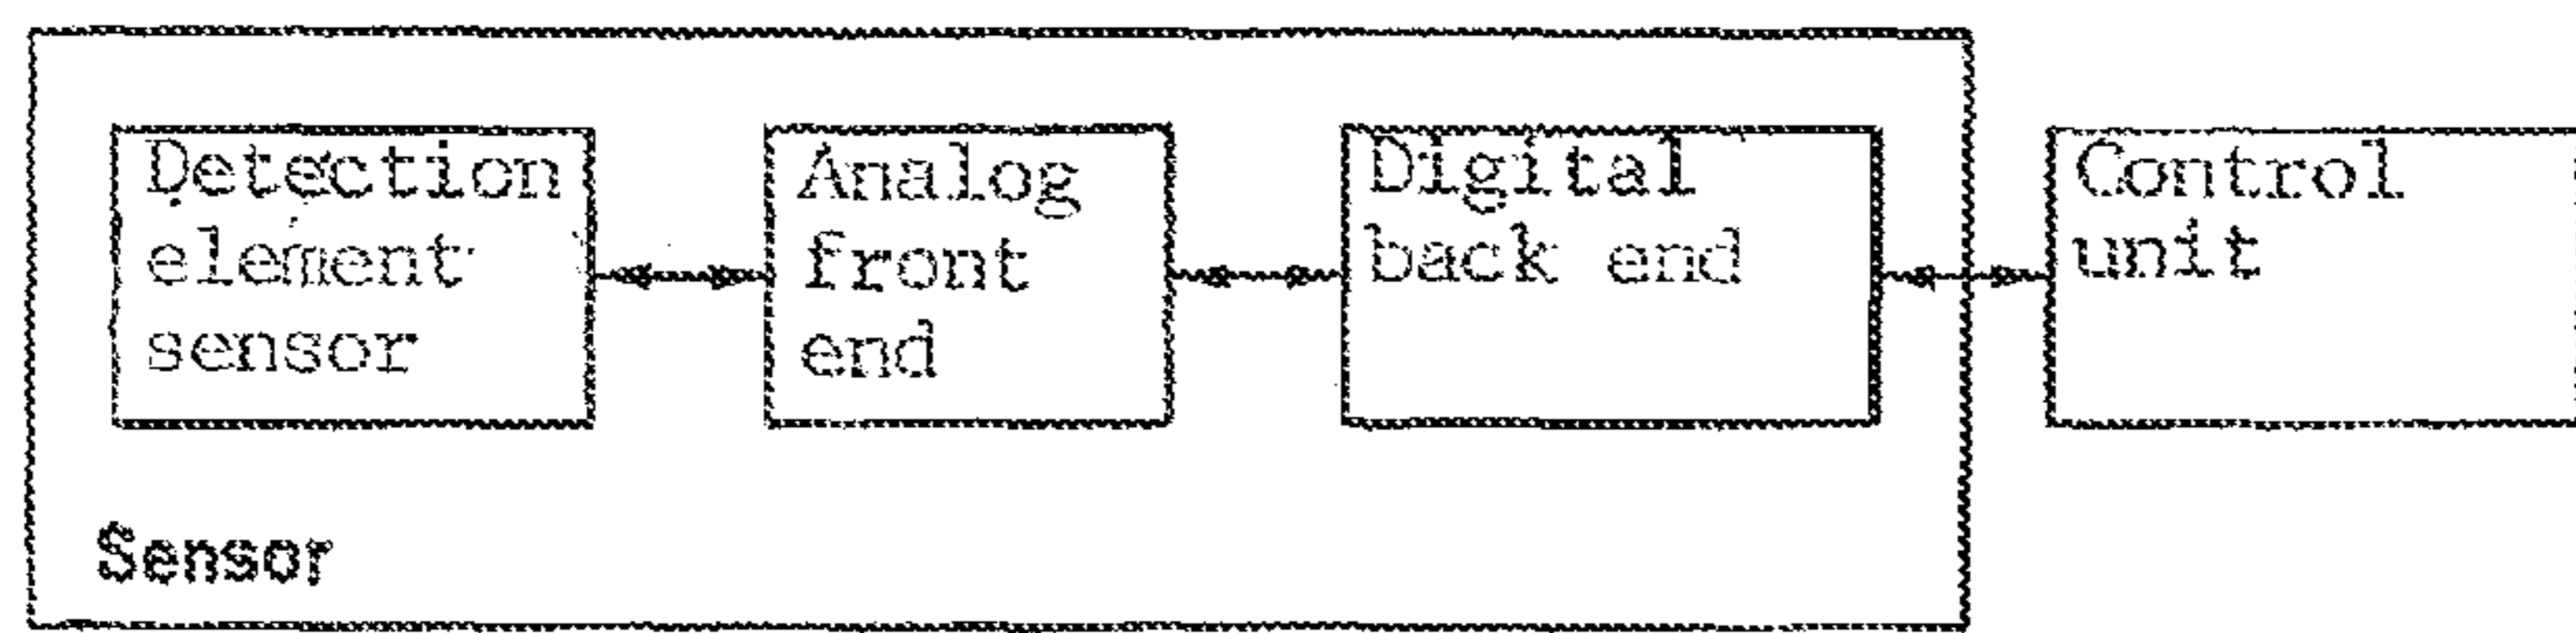 Detection
element
sensor
Analog
front
end
Digital
back end
Control
unit
Sensor